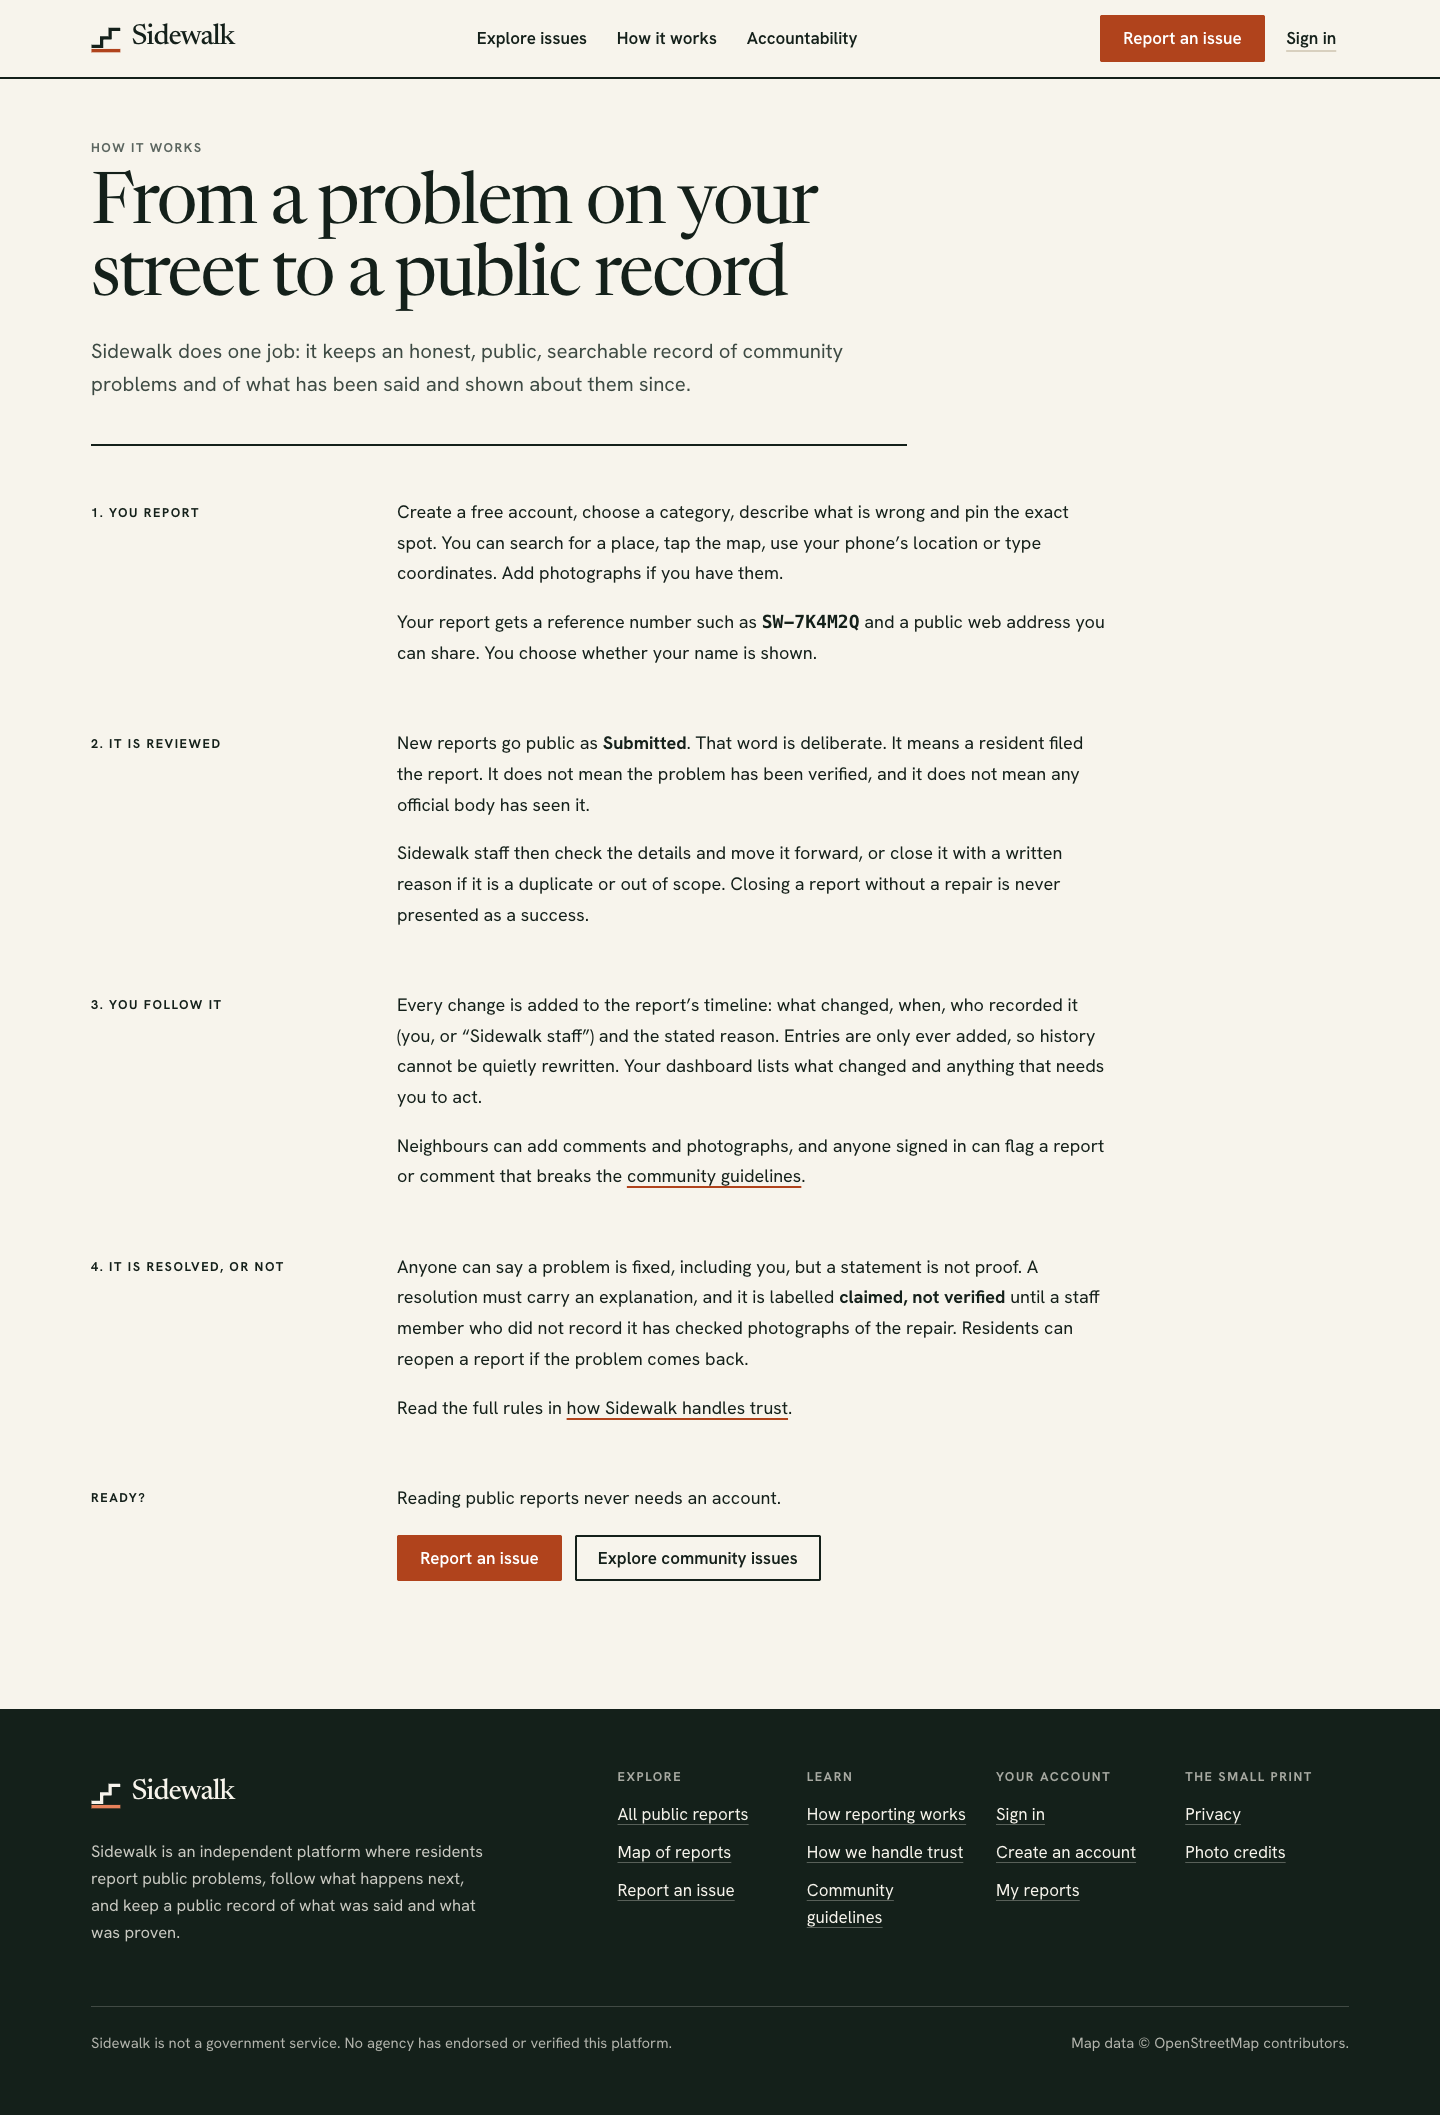 Sidewalk
Explore issues
How it works
Accountability
Report an issue
Sign in
HOW IT WORKS
From a problem on your
street to a public record
Sidewalk does one job: it keeps an honest, public, searchable record of community
problems and of what has been said and shown about them since.
1. YOU REPORT
Create a free account, choose a category, describe what is wrong and pin the exact
spot. You can search for a place, tap the map, use your phone’s location or type
coordinates. Add photographs if you have them.
Your report gets a reference number such as SW–7K4M2Q and a public web address you
can share. You choose whether your name is shown.
2. IT IS REVIEWED
New reports go public as Submitted. That word is deliberate. It means a resident filed
the report. It does not mean the problem has been verified, and it does not mean any
official body has seen it.
Sidewalk staff then check the details and move it forward, or close it with a written
reason if it is a duplicate or out of scope. Closing a report without a repair is never
presented as a success.
3. YOU FOLLOW IT
Every change is added to the report’s timeline: what changed, when, who recorded it
(you, or “Sidewalk staff”) and the stated reason. Entries are only ever added, so history
cannot be quietly rewritten. Your dashboard lists what changed and anything that needs
you to act.
Neighbours can add comments and photographs, and anyone signed in can flag a report
or comment that breaks the community guidelines.
4. IT IS RESOLVED, OR NOT
Anyone can say a problem is fixed, including you, but a statement is not proof. A
resolution must carry an explanation, and it is labelled claimed, not verified until a staff
member who did not record it has checked photographs of the repair. Residents can
reopen a report if the problem comes back.
Read the full rules in how Sidewalk handles trust.
READY?
Reading public reports never needs an account.
Report an issue
Explore community issues
Sidewalk
Sidewalk is an independent platform where residents
report public problems, follow what happens next,
and keep a public record of what was said and what
was proven.
EXPLORE
All public reports
Map of reports
Report an issue
LEARN
How reporting works
How we handle trust
Community
guidelines
YOUR ACCOUNT
Sign in
Create an account
My reports
THE SMALL PRINT
Privacy
Photo credits
Sidewalk is not a government service. No agency has endorsed or verified this platform.
Map data © OpenStreetMap contributors.